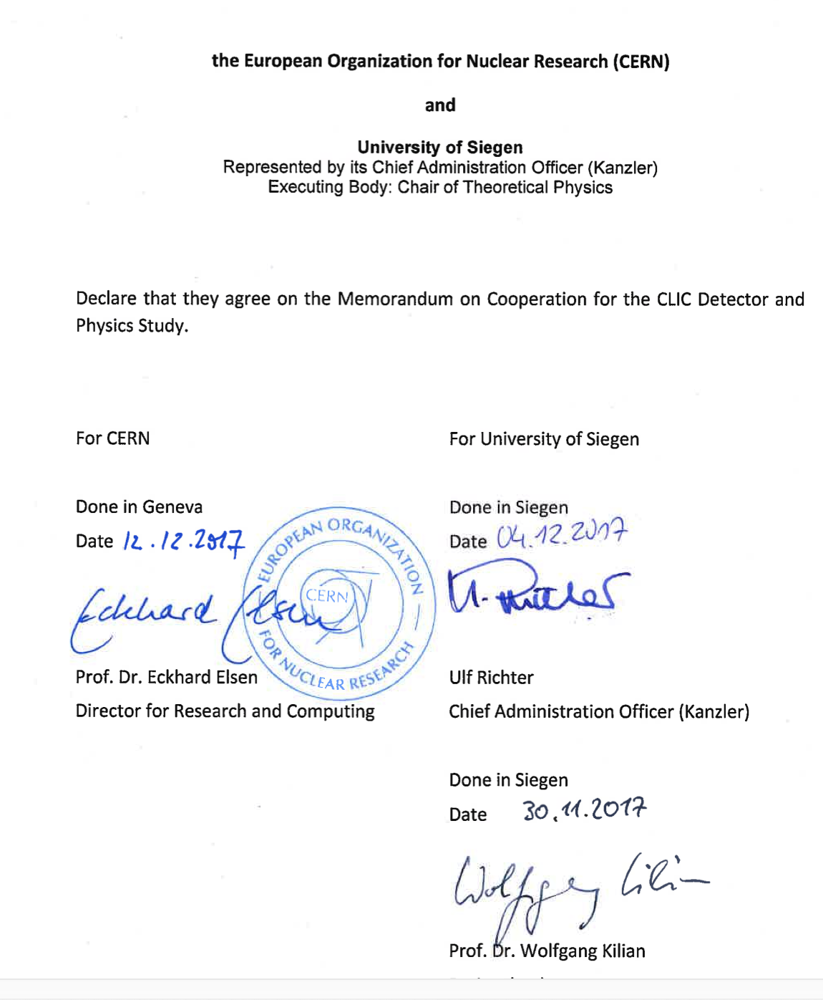 the European Organization for Nuclear Research (CERN)
and
University of Siegen
Represented by its Chief Administration Officer (Kanzler)
Executing Body: Chair of Theoretical Physics
Declare that they agree on the Memorandum on Cooperation for the CLIC Detector and
Physics Study.
For CERN
Done in Geneva
Date 12.12.2017
Eckhard Elsen
EUROPEAN ORGANIZATION
FOR NUCLEAR RESEARCH
CERN
Prof. Dr. Eckhard Elsen
Director for Research and Computing
For University of Siegen
Done in Siegen
Date 04.12.2017
U. Richter
Ulf Richter
Chief Administration Officer (Kanzler)
Done in Siegen
Date 30.11.2017
Wolfgang Kilian
Prof. Dr. Wolfgang Kilian